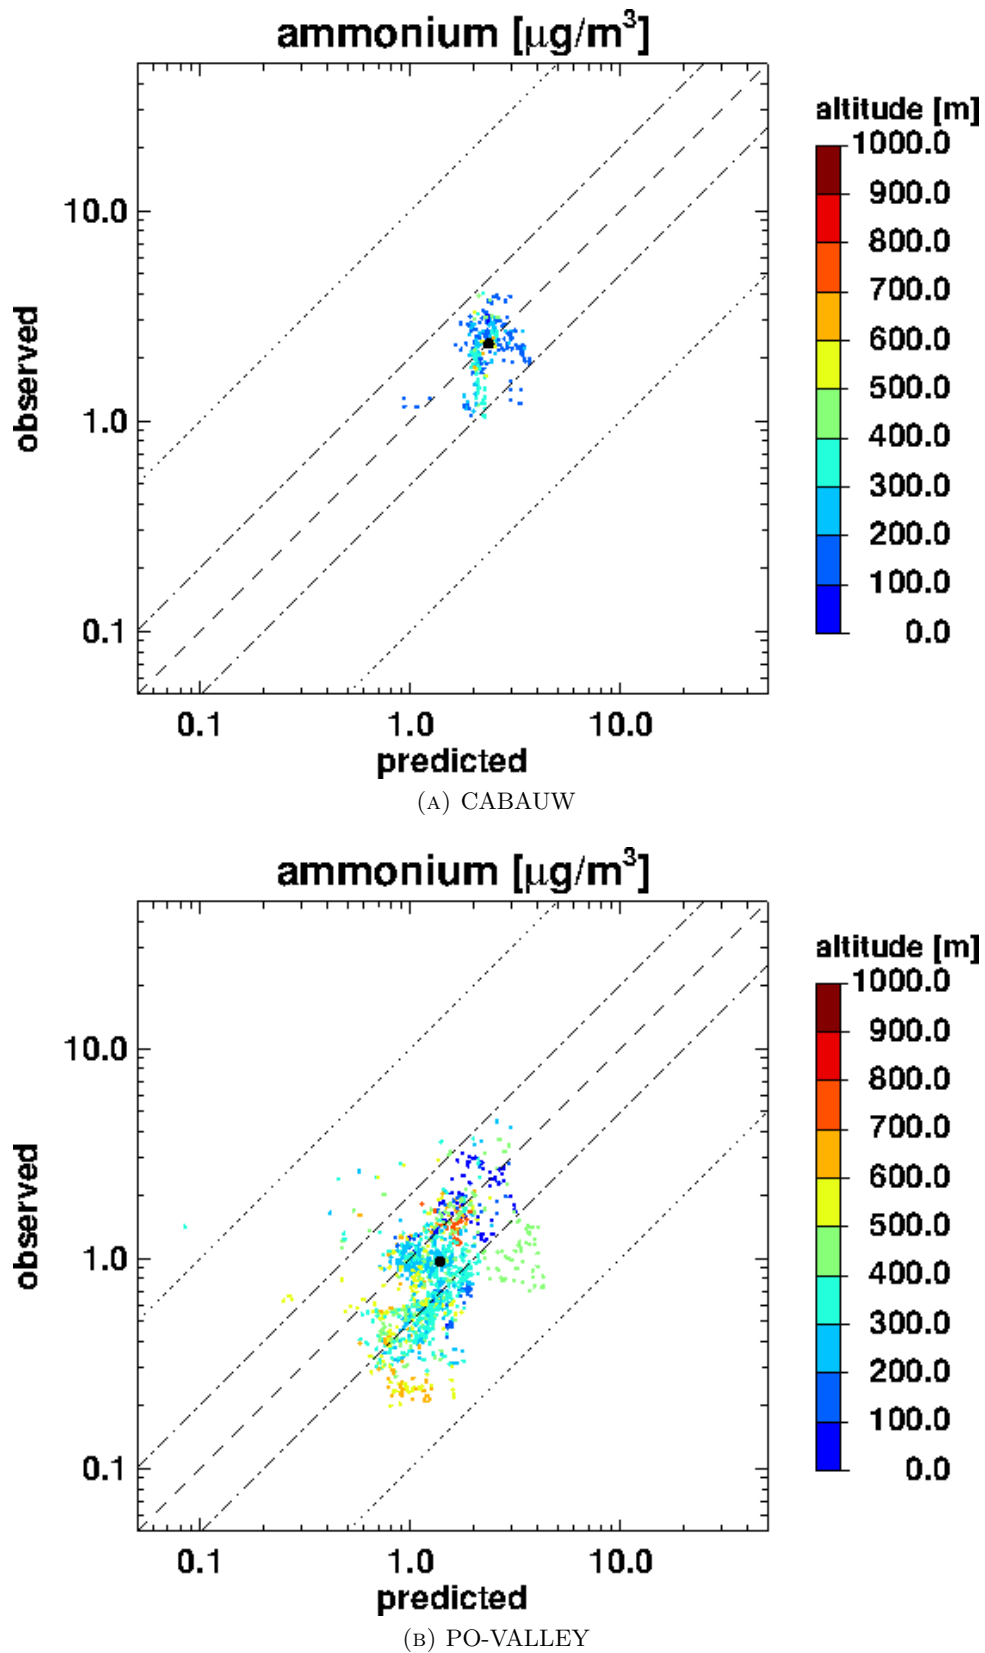 ammonium [μg/m³]
altitude [m]
1000.0
900.0
800.0
700.0
600.0
500.0
400.0
300.0
200.0
100.0
0.0
10.0
1.0
0.1
observed
0.1 1.0 10.0
predicted
(A) CABAUW
ammonium [μg/m³]
altitude [m]
1000.0
900.0
800.0
700.0
600.0
500.0
400.0
300.0
200.0
100.0
0.0
10.0
1.0
0.1
observed
0.1 1.0 10.0
predicted
(B) PO-VALLEY